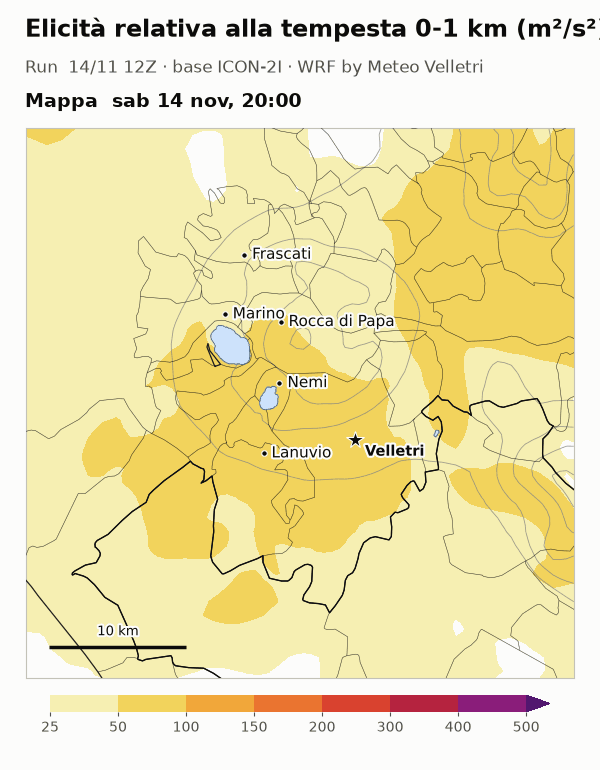 Elicità relativa alla tempesta 0-1 km (m²/s²)
Run 14/11 12Z · base ICON-2I · WRF by Meteo Velletri
Mappa sab 14 nov, 20:00
Frascati
Marino
Rocca di Papa
Nemi
Velletri
Lanuvio
10 km
25 50 100 150 200 300 400 500